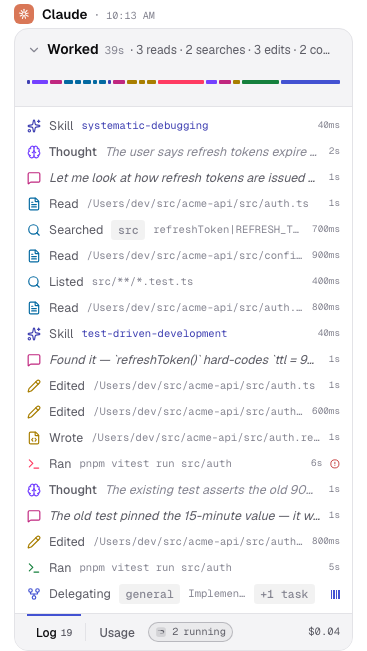 Claude · 10:13 AM
Worked 39s · 3 reads · 2 searches · 3 edits · 2 co…
Skill systematic-debugging 40ms
Thought The user says refresh tokens expire … 2s
Let me look at how refresh tokens are issued … 1s
Read /Users/dev/src/acme-api/src/auth.ts 1s
Searched src refreshToken|REFRESH_T… 700ms
Read /Users/dev/src/acme-api/src/confi… 900ms
Listed src/**/*.test.ts 400ms
Read /Users/dev/src/acme-api/src/auth.… 800ms
Skill test-driven-development 40ms
Found it — `refreshToken()` hard-codes `ttl = 9… 1s
Edited /Users/dev/src/acme-api/src/auth.ts 1s
Edited /Users/dev/src/acme-api/src/auth… 600ms
Wrote /Users/dev/src/acme-api/src/auth.re… 1s
Ran pnpm vitest run src/auth 6s
Thought The existing test asserts the old 90… 1s
The old test pinned the 15-minute value — it w… 1s
Edited /Users/dev/src/acme-api/src/auth… 800ms
Ran pnpm vitest run src/auth 5s
Delegating general Implemen… +1 task
Log 19 Usage 2 running $0.04